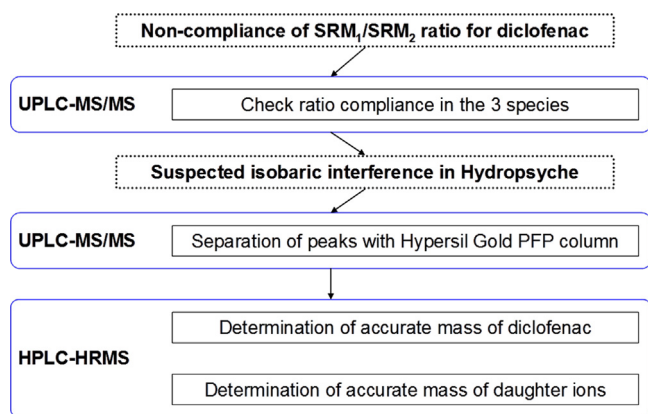 Non-compliance of SRM₁/SRM₂ ratio for diclofenac
UPLC-MS/MS
Check ratio compliance in the 3 species
Suspected isobaric interference in Hydropsyche
UPLC-MS/MS
Separation of peaks with Hypersil Gold PFP column
HPLC-HRMS
Determination of accurate mass of diclofenac
Determination of accurate mass of daughter ions